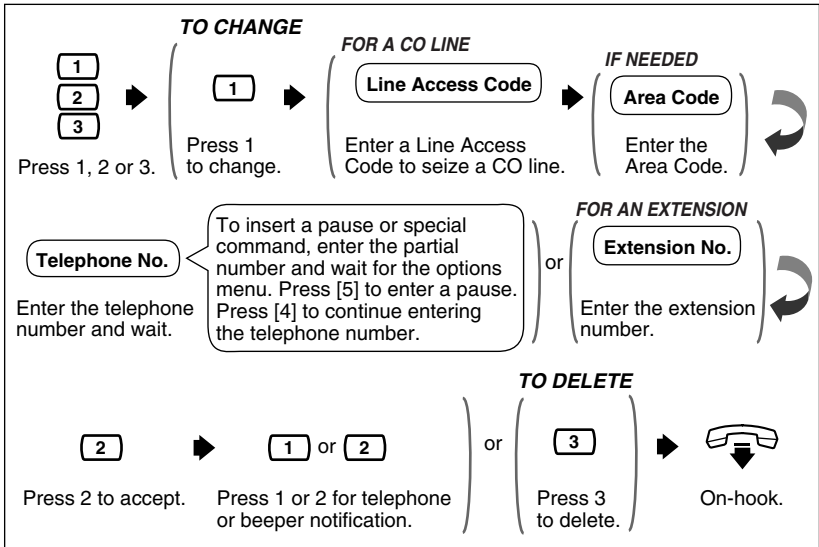 TO CHANGE
FOR A CO LINE
IF NEEDED
1
2
3
1
Line Access Code
Area Code
Press 1, 2 or 3.
Press 1
to change.
Enter a Line Access
Code to seize a CO line.
Enter the
Area Code.
Telephone No.
To insert a pause or special
command, enter the partial
number and wait for the options
menu. Press [5] to enter a pause.
Press [4] to continue entering
the telephone number.
Enter the telephone
number and wait.
or
FOR AN EXTENSION
Extension No.
Enter the extension
number.
TO DELETE
2
1 or 2
or
3
Press 2 to accept.
Press 1 or 2 for telephone
or beeper notification.
Press 3
to delete.
On-hook.